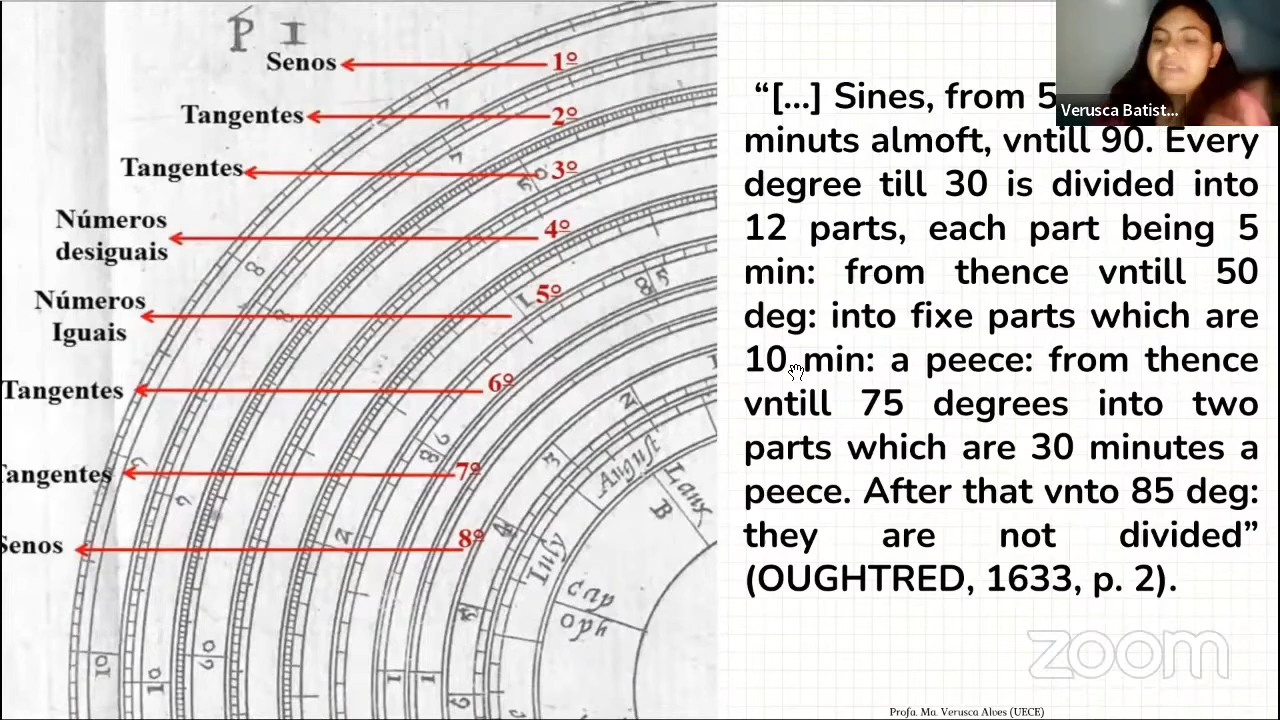 P I
Senos 1º
Tangentes 2º
Tangentes 3º
Números
desiguais 4º
Números
Iguais 5º
Tangentes 6º
Tangentes 7º
Senos 8º
Auguſt
July
Laux
B
“[...] Sines, from 5
minuts almoft, vntill 90. Every
degree till 30 is divided into
12 parts, each part being 5
min: from thence vntill 50
deg: into fixe parts which are
10 min: a peece: from thence
vntill 75 degrees into two
parts which are 30 minutes a
peece. After that vnto 85 deg:
they are not divided”
(OUGHTRED, 1633, p. 2).
Verusca Batist...
zoom
Profa. Ma. Verusca Alves (UECE)